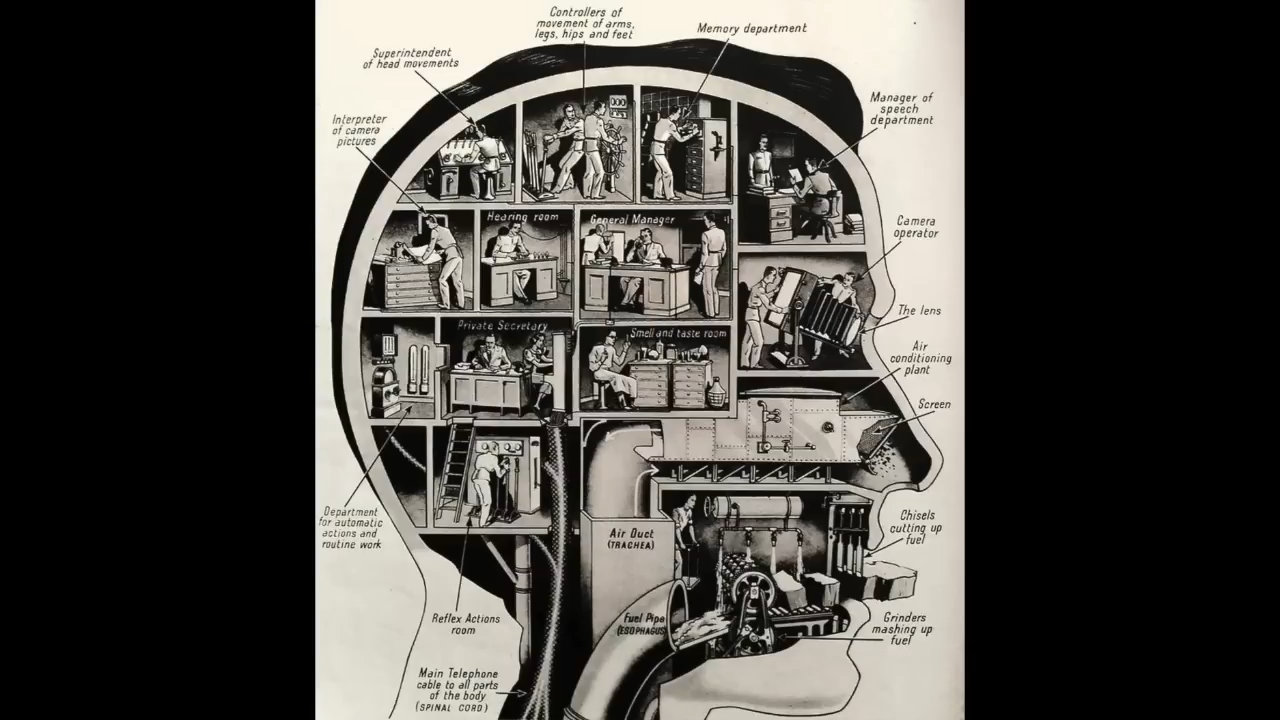 Controllers of
movement of arms,
legs, hips and feet
Memory department
Superintendent
of head movements
Manager of
speech
department
Interpreter
of camera
pictures
Hearing room
General Manager
Camera
operator
The lens
Private Secretary
Smell and taste room
Air
conditioning
plant
Screen
Department
for automatic
actions and
routine work
Air Duct
(TRACHEA)
Chisels
cutting up
fuel
Reflex Actions
room
Fuel Pipe
(ESOPHAGUS)
Grinders
mashing up
fuel
Main Telephone
cable to all parts
of the body
(SPINAL CORD)